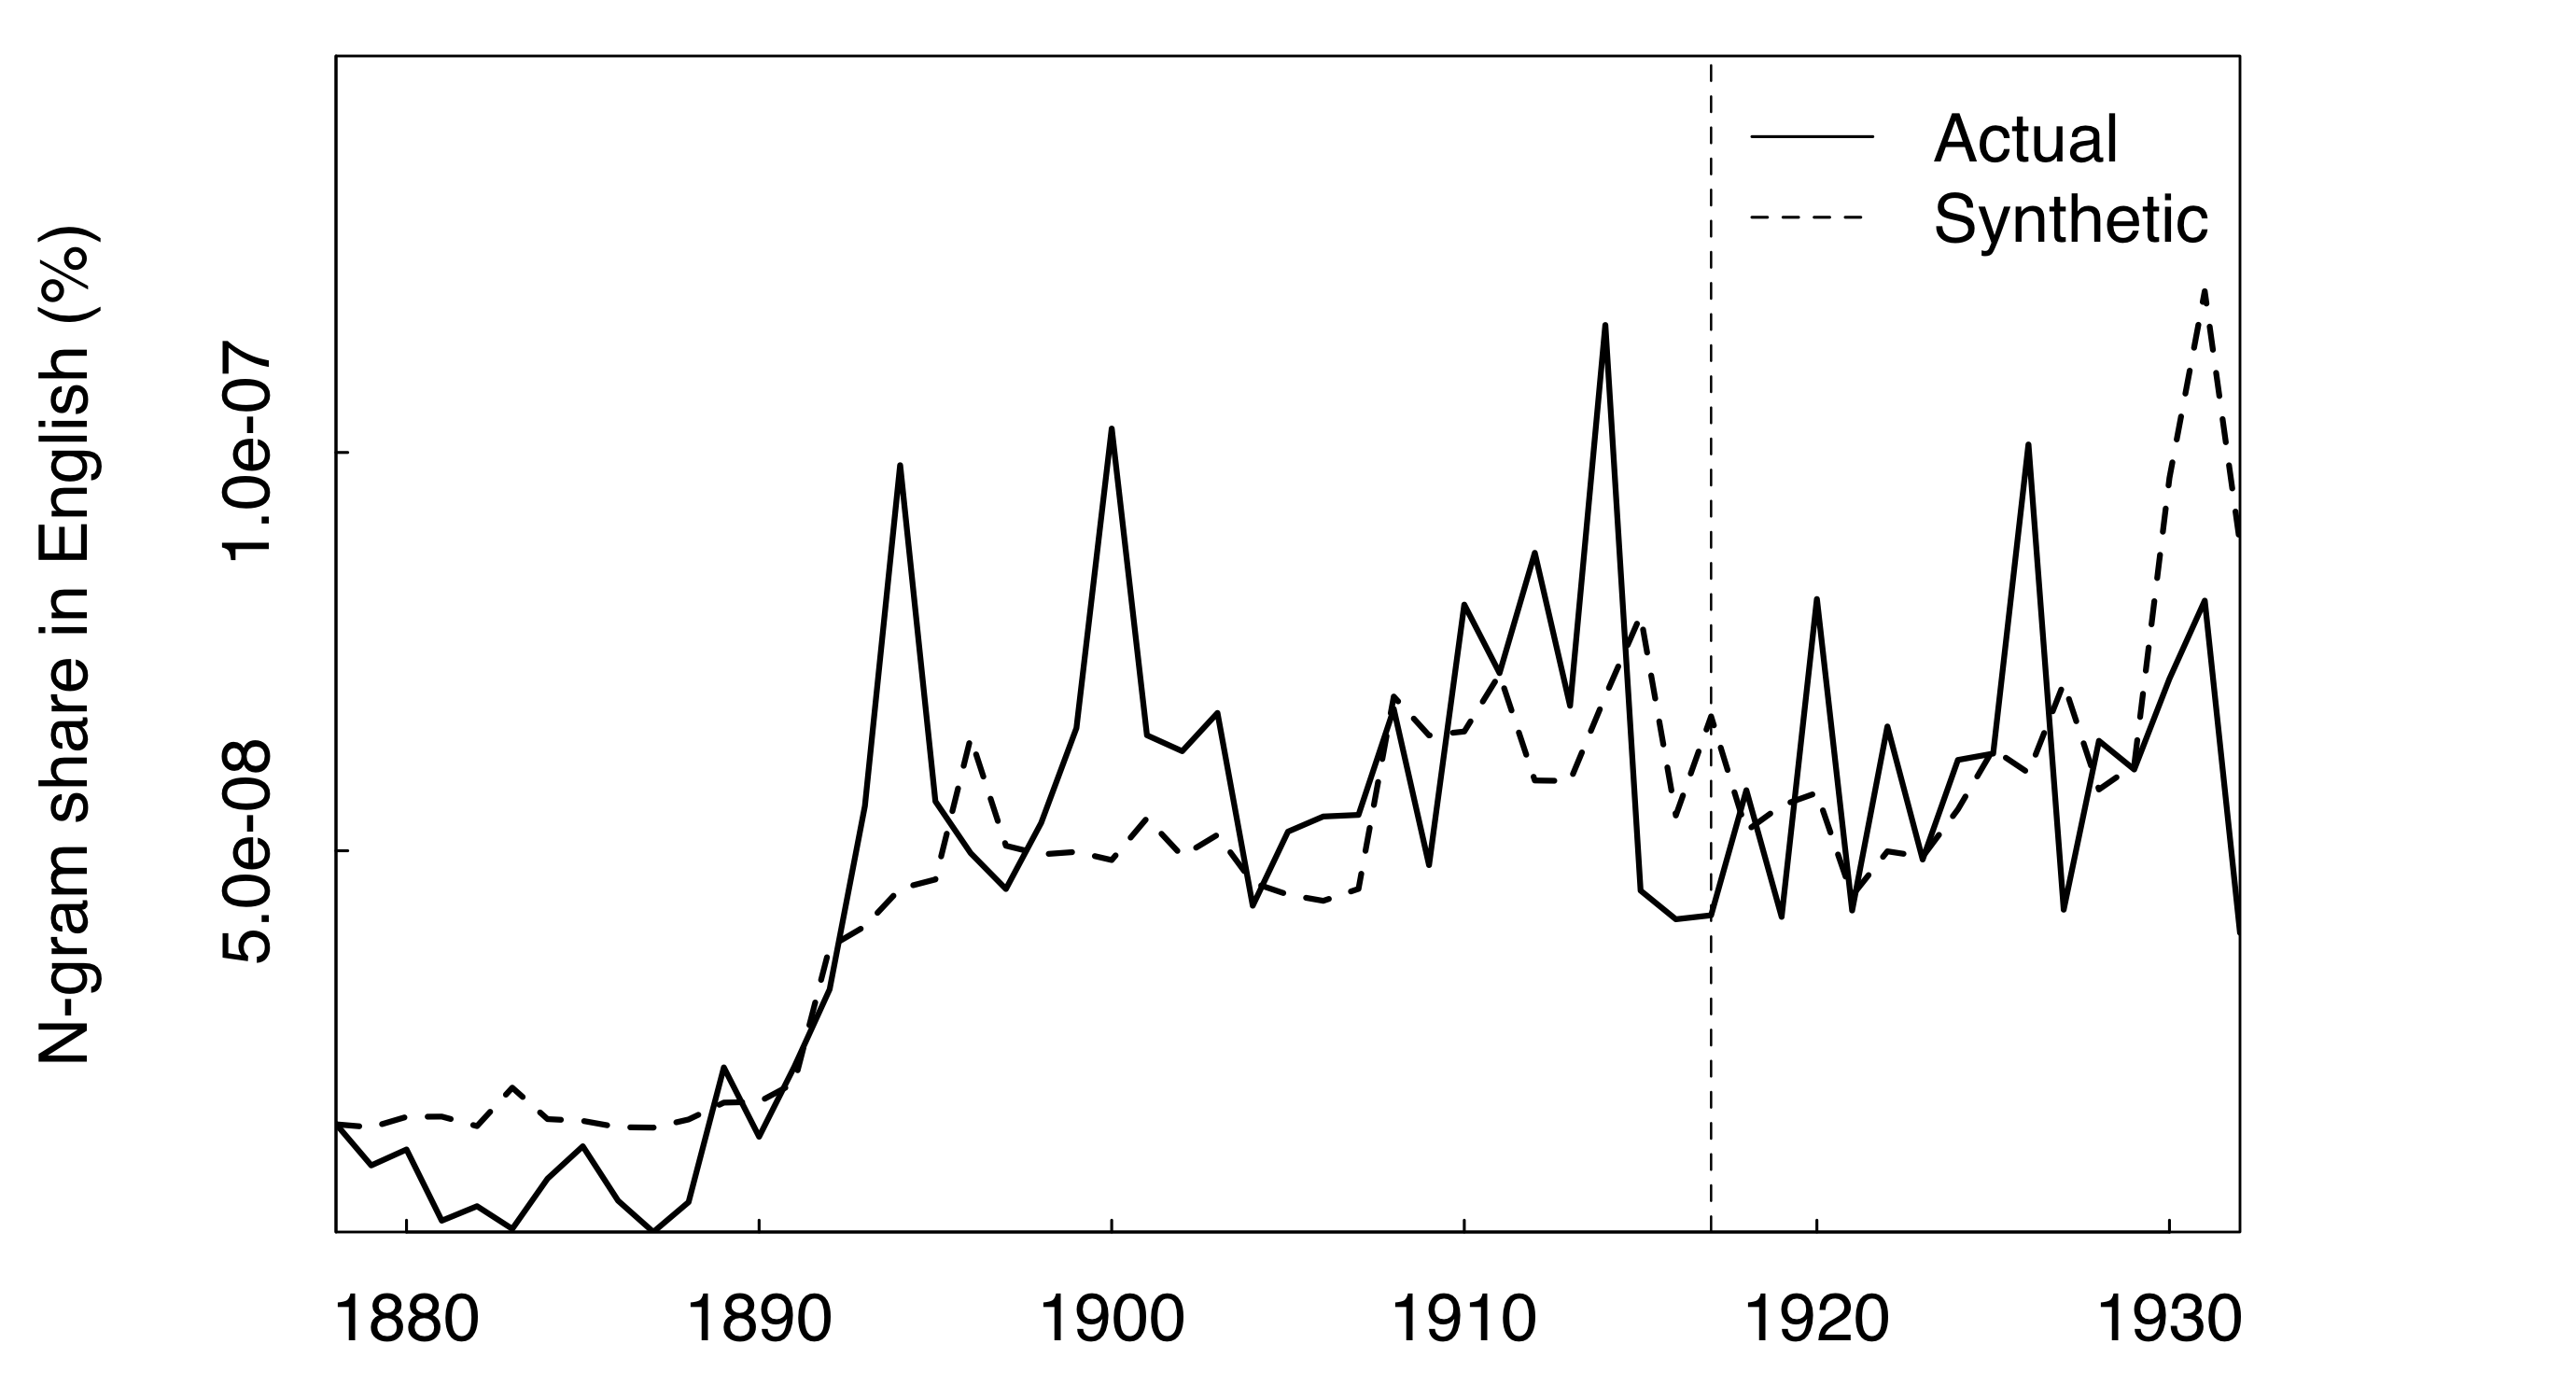 N-gram share in English (%)
1.0e-07
5.0e-08
Actual
Synthetic
1880 1890 1900 1910 1920 1930